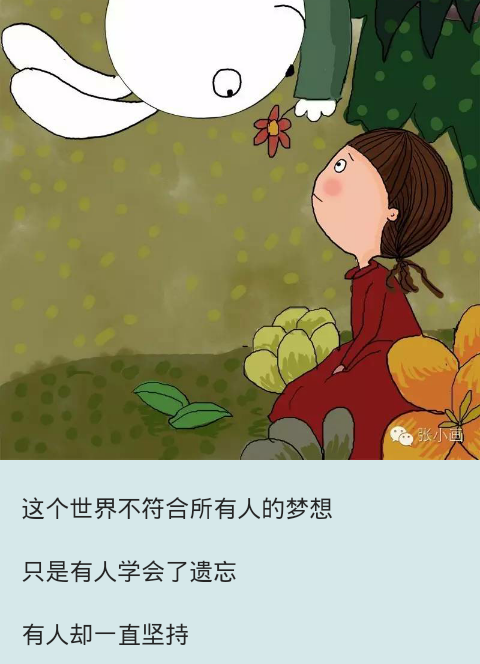 张小画
这个世界不符合所有人的梦想
只是有人学会了遗忘
有人却一直坚持